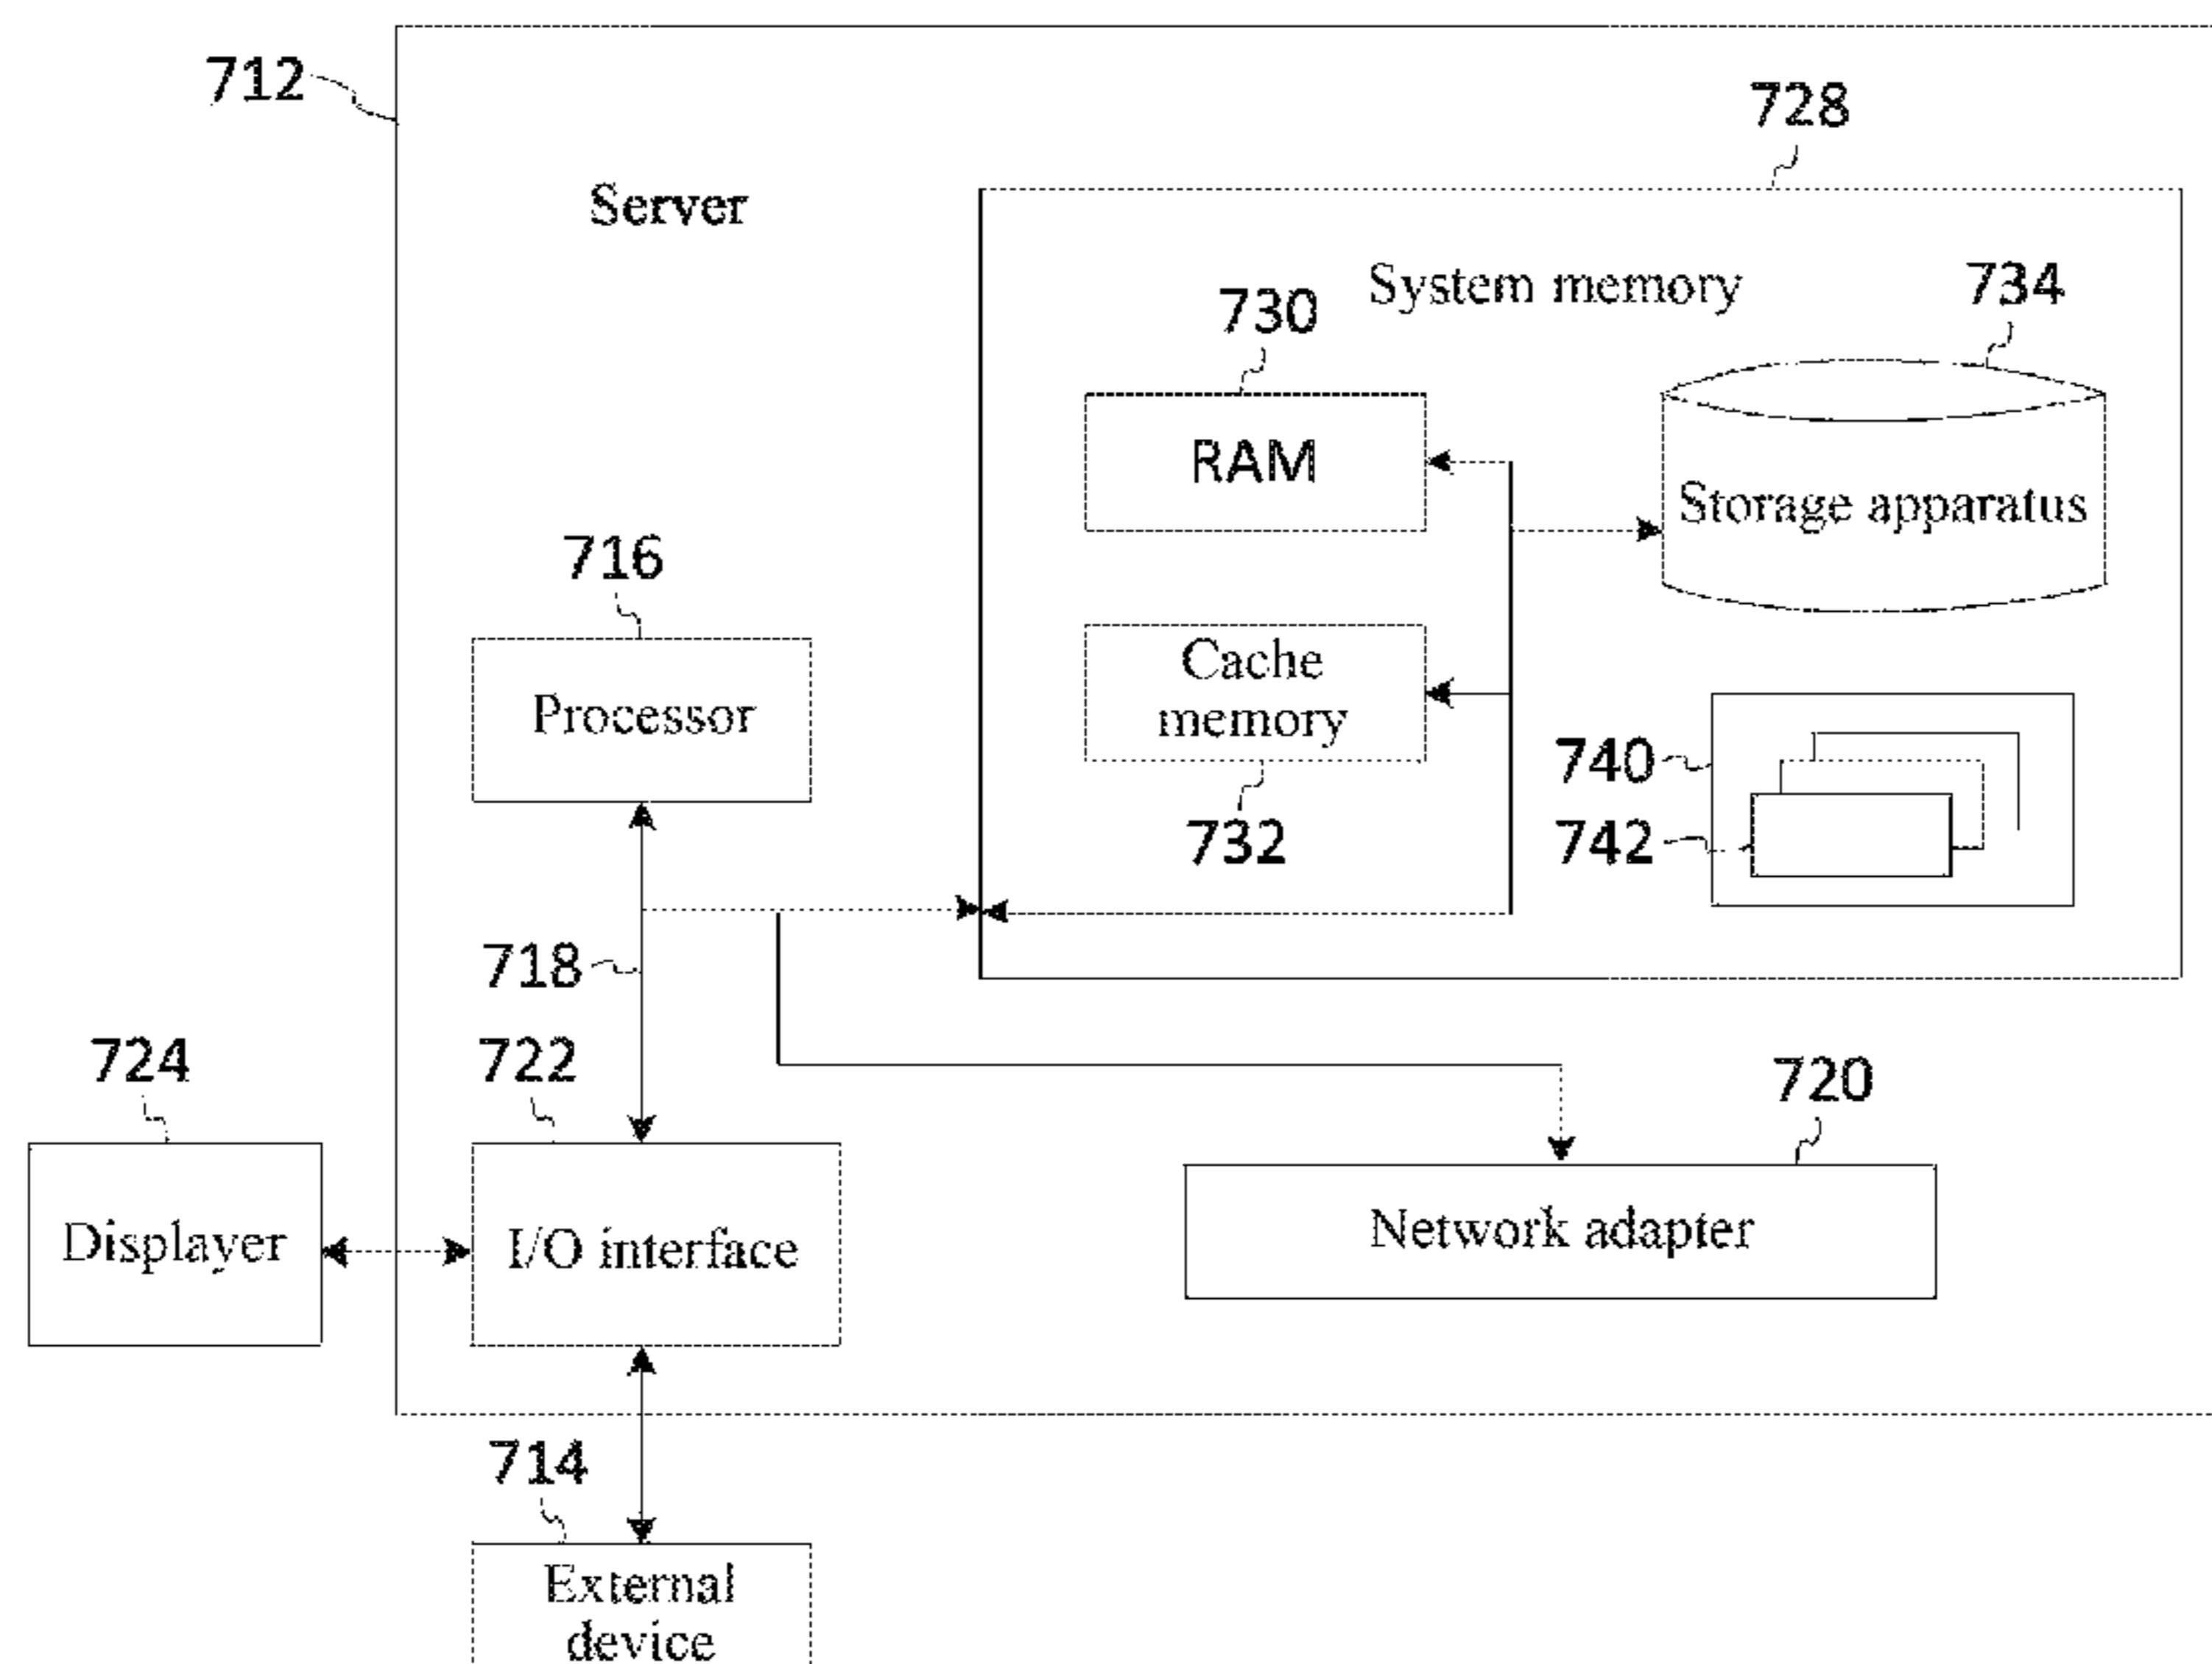 712
728
Server
System memory
734
730
RAM
Storage apparatus
716
Processor
Cache
memory
740
732
742
718
724
722
720
Displayer
I/O interface
Network adapter
714
External
device